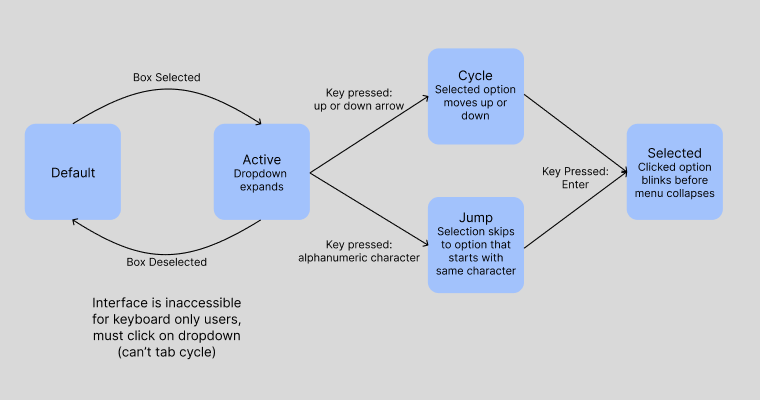 Box Selected
Default
Active
Dropdown
expands
Box Deselected
Key pressed:
up or down arrow
Cycle
Selected option
moves up or
down
Key pressed:
alphanumeric character
Jump
Selection skips
to option that
starts with
same character
Key Pressed:
Enter
Selected
Clicked option
blinks before
menu collapses
Interface is inaccessible
for keyboard only users,
must click on dropdown
(can’t tab cycle)